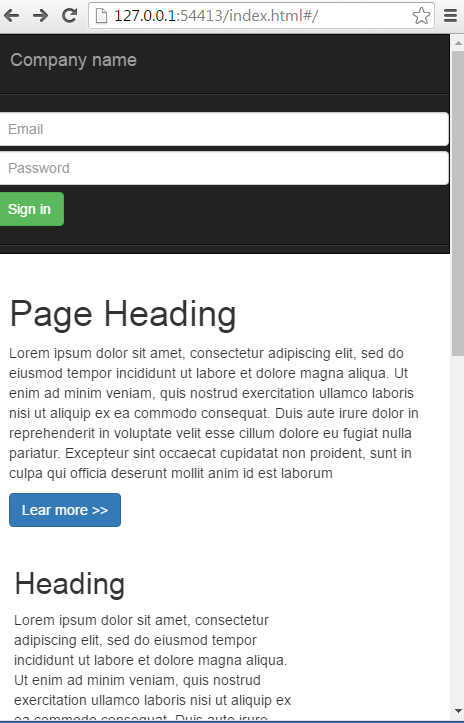 127.0.0.1:54413/index.html#/
Company name
Email
Password
Sign in
Page Heading
Lorem ipsum dolor sit amet, consectetur adipiscing elit, sed do
eiusmod tempor incididunt ut labore et dolore magna aliqua. Ut
enim ad minim veniam, quis nostrud exercitation ullamco laboris
nisi ut aliquip ex ea commodo consequat. Duis aute irure dolor in
reprehenderit in voluptate velit esse cillum dolore eu fugiat nulla
pariatur. Excepteur sint occaecat cupidatat non proident, sunt in
culpa qui officia deserunt mollit anim id est laborum
Lear more >>
Heading
Lorem ipsum dolor sit amet, consectetur
adipiscing elit, sed do eiusmod tempor
incididunt ut labore et dolore magna aliqua.
Ut enim ad minim veniam, quis nostrud
exercitation ullamco laboris nisi ut aliquip ex
ea commodo consequat. Duis aute irure